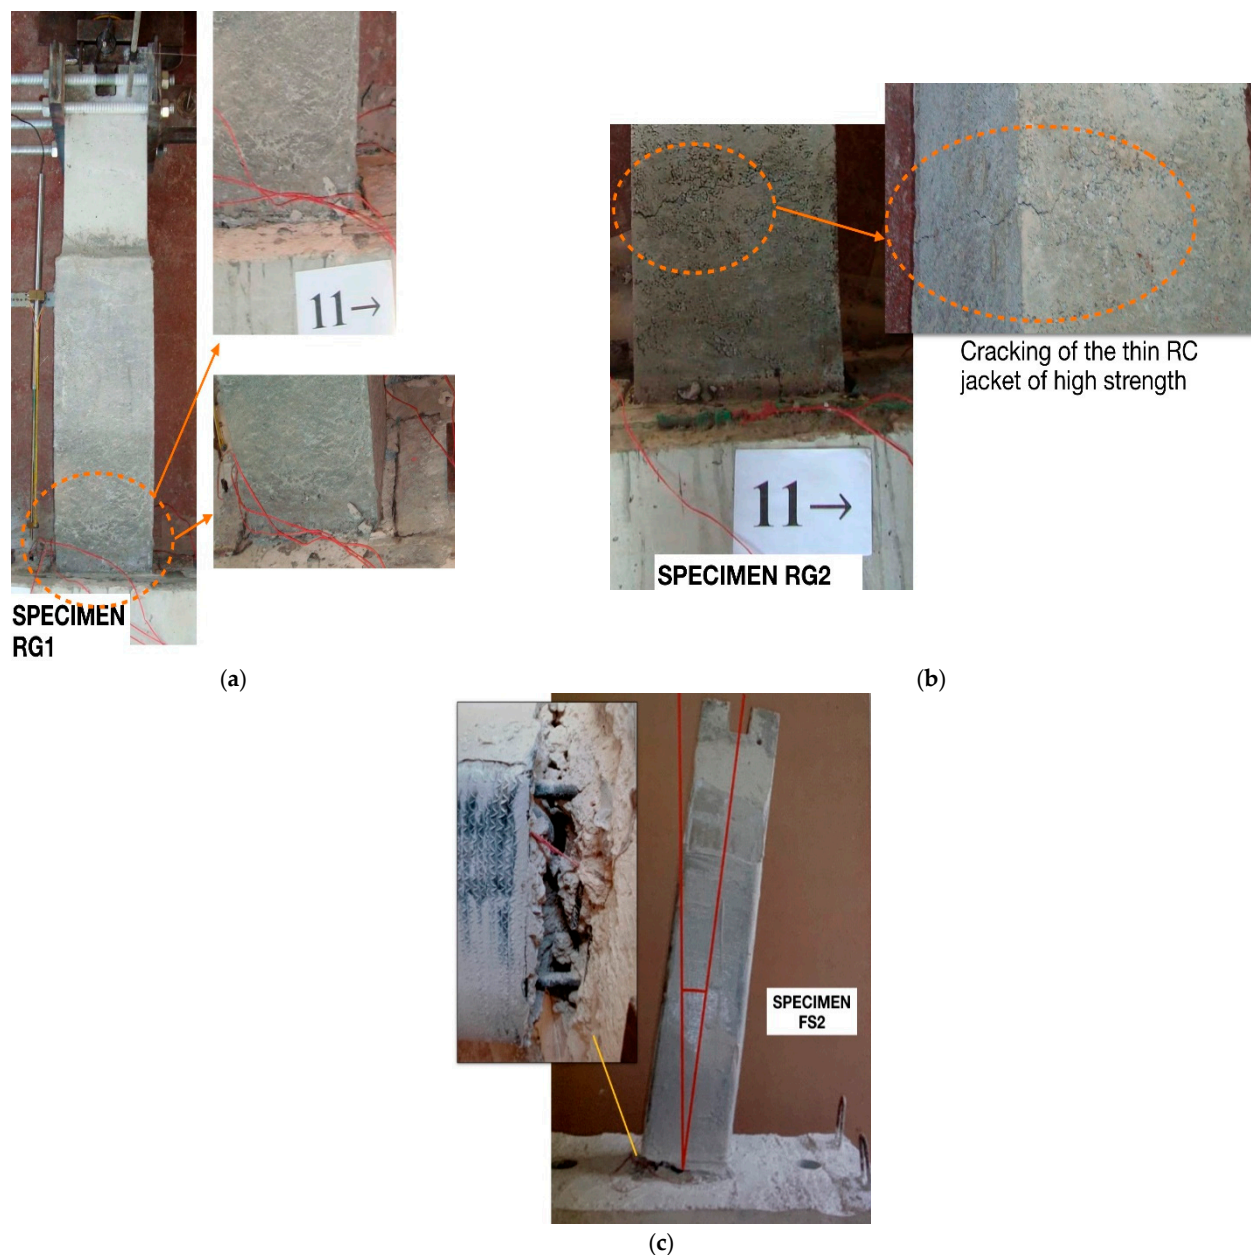 11→
SPECIMEN
RG1
(a)
11→
SPECIMEN RG2
Cracking of the thin RC
jacket of high strength
(b)
SPECIMEN
FS2
(c)